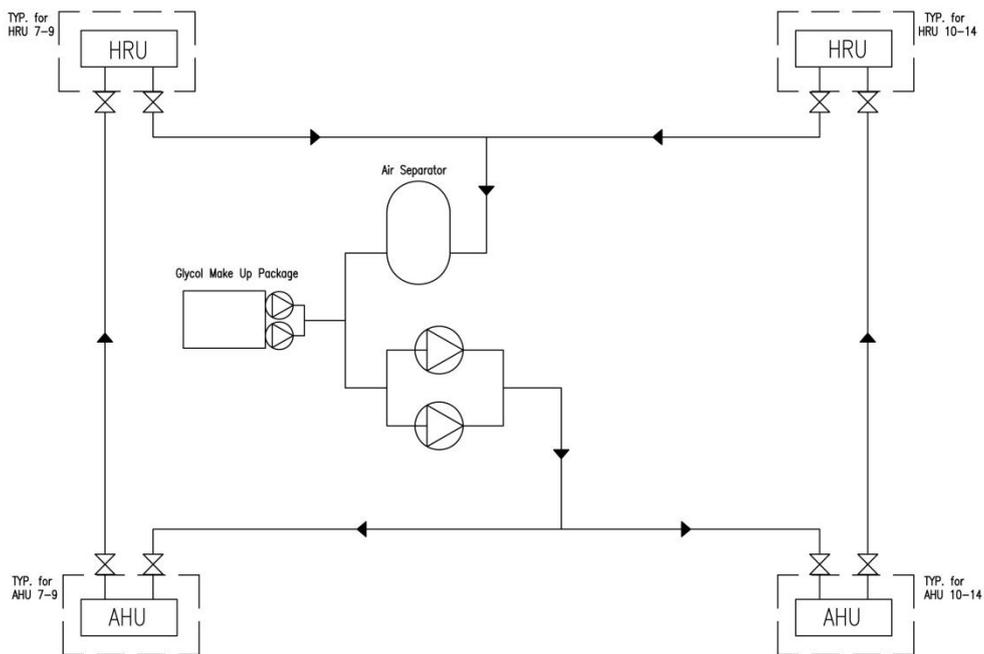 TYP. for
HRU 7-9
HRU
HRU
TYP. for
HRU 10-14
Air Separator
Glycol Make Up Package
TYP. for
AHU 7-9
AHU
AHU
TYP. for
AHU 10-14